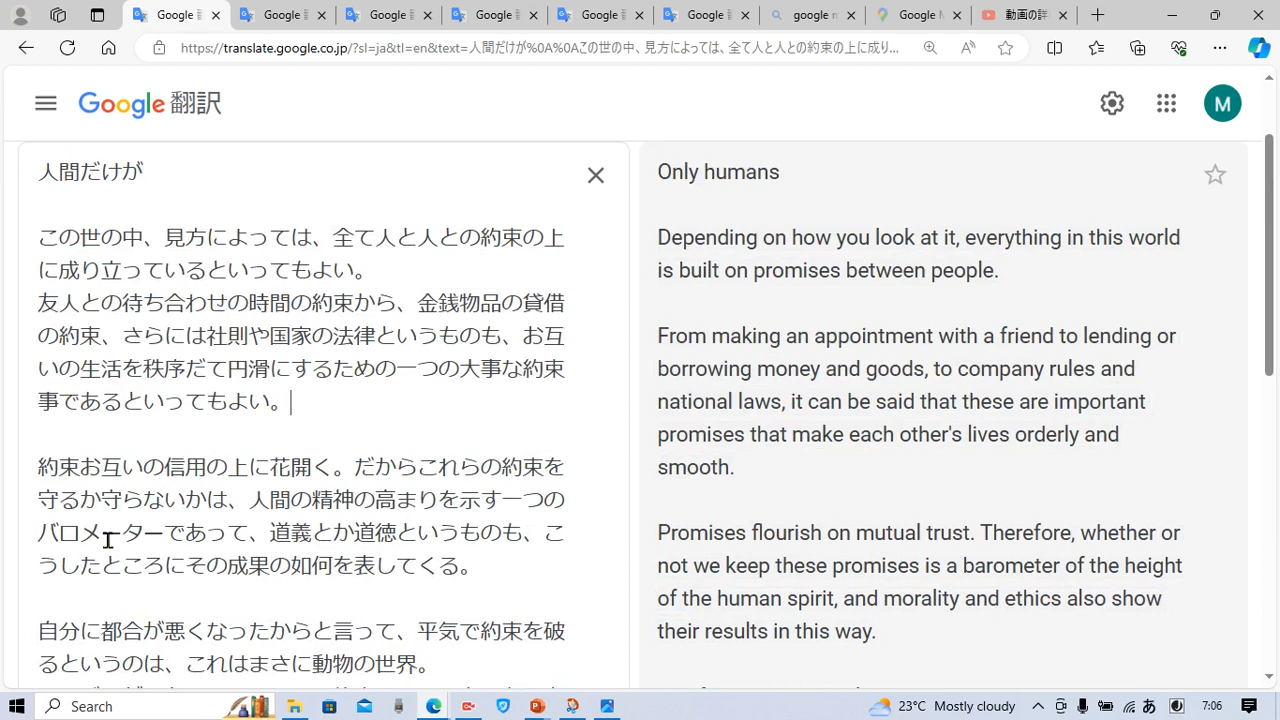 Google 翻
Google 翻
Google 翻
Google 翻
Google 翻
Google 翻
google m
Google M
動画の詳
https://translate.google.co.jp/?sl=ja&tl=en&text=人間だけが%0A%0Aこの世の中、見方によっては、全て人と人との約束の上に成り...
Google 翻訳
M
人間だけが
この世の中、見方によっては、全て人と人との約束の上
に成り立っているといってもよい。
友人との待ち合わせの時間の約束から、金銭物品の貸借
の約束、さらには社則や国家の法律というものも、お互
いの生活を秩序だて円滑にするための一つの大事な約束
事であるといってもよい。
約束お互いの信用の上に花開く。だからこれらの約束を
守るか守らないかは、人間の精神の高まりを示す一つの
バロメーターであって、道義とか道徳というものも、こ
うしたところにその成果の如何を表してくる。
自分に都合が悪くなったからと言って、平気で約束を破
るというのは、これはまさに動物の世界。
Only humans
Depending on how you look at it, everything in this world
is built on promises between people.
From making an appointment with a friend to lending or
borrowing money and goods, to company rules and
national laws, it can be said that these are important
promises that make each other's lives orderly and
smooth.
Promises flourish on mutual trust. Therefore, whether or
not we keep these promises is a barometer of the height
of the human spirit, and morality and ethics also show
their results in this way.
Search
23°C Mostly cloudy
あ
7:06